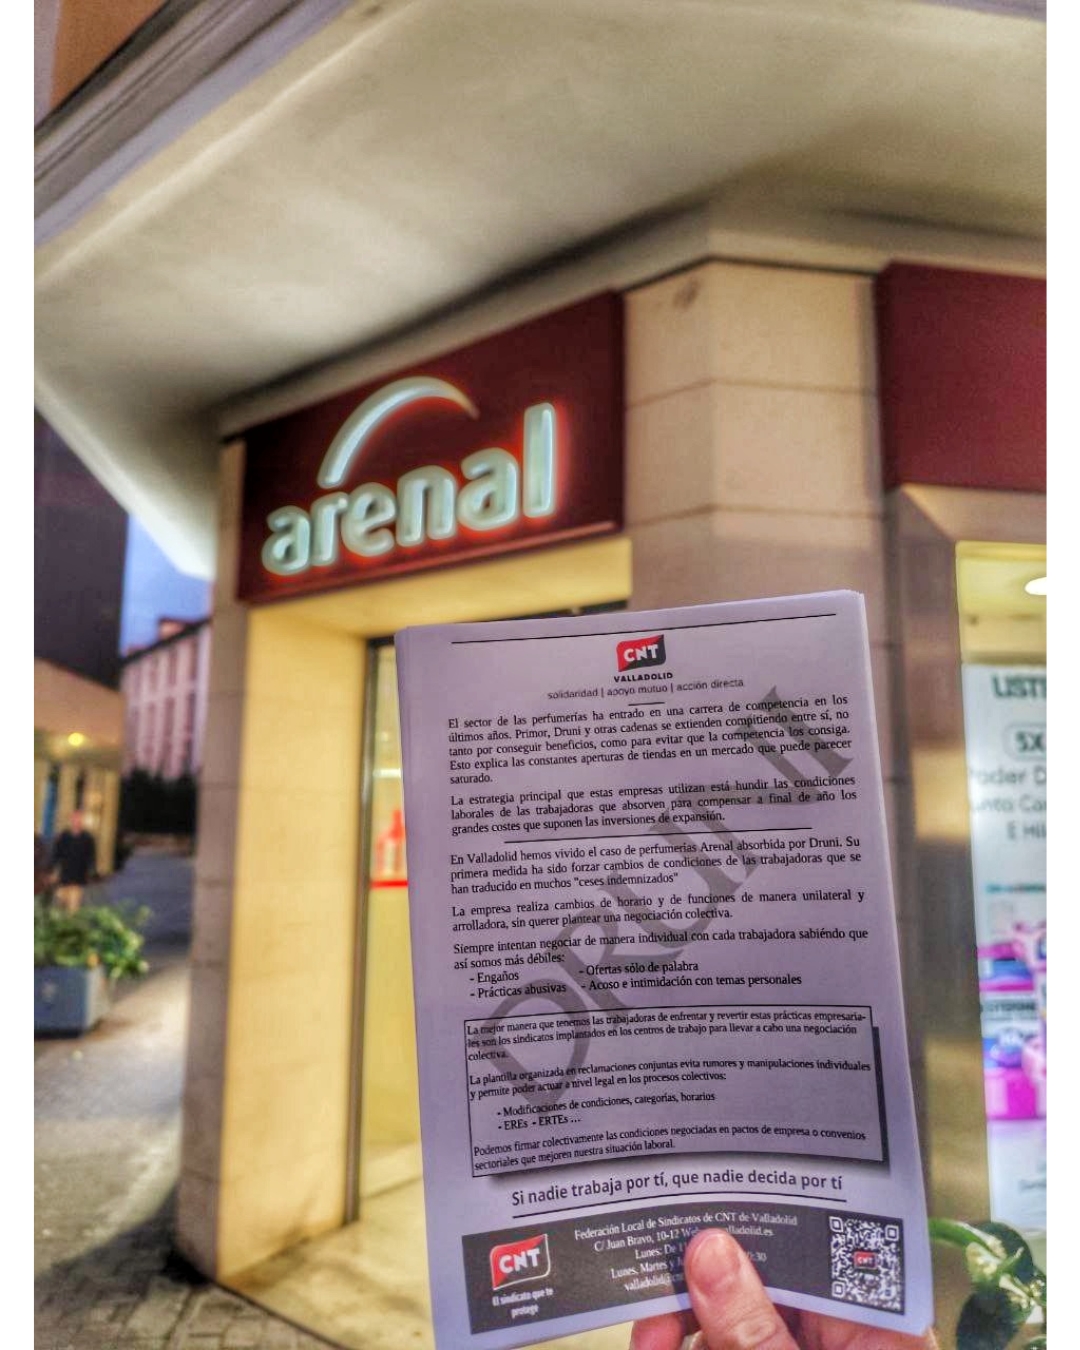 arenal
CNT
VALLADOLID
solidaridad | apoyo mutuo | acción directa
El sector de las perfumerías ha entrado en una carrera de competencia en los
últimos años. Primor, Druni y otras cadenas se extienden compitiendo entre sí, no
tanto por conseguir beneficios, como para evitar que la competencia los consiga.
Esto explica las constantes aperturas de tiendas en un mercado que puede parecer
saturado.
La estrategia principal que estas empresas utilizan está hundir las condiciones
laborales de las trabajadoras que absorven para compensar a final de año los
grandes costes que suponen las inversiones de expansión.
En Valladolid hemos vivido el caso de perfumerías Arenal absorbida por Druni. Su
primera medida ha sido forzar cambios de condiciones de las trabajadoras que se
han traducido en muchos "ceses indemnizados"
La empresa realiza cambios de horario y de funciones de manera unilateral y
arrolladora, sin querer plantear una negociación colectiva.
Siempre intentan negociar de manera individual con cada trabajadora sabiéndo que
así somos más débiles:
- Engaños - Ofertas sólo de palabra
- Prácticas abusivas - Acoso e intimidación con temas personales
DRUNI
La mejor manera que tenemos las trabajadoras de enfrentar y revertir estas prácticas empresaria-
les son los sindicatos implantados en los centros de trabajo para llevar a cabo una negociación
colectiva.
La plantilla organizada en reclamaciones conjuntas evita rumores y manipulaciones individuales
y permite poder actuar a nivel legal en los procesos colectivos:
- Modificaciones de condiciones, categorías, horarios
- EREs - ERTEs ...
Podemos firmar colectivamente las condiciones negociadas en pactos de empresa o convenios
sectoriales que mejoren nuestra situación laboral.
Si nadie trabaja por tí, que nadie decida por tí
CNT
El sindicato que te
protege
Federación Local de Sindicatos de CNT de Valladolid
C/ Juan Bravo, 10-12
Lunes: De
Lunes, Martes y
CNT
5X